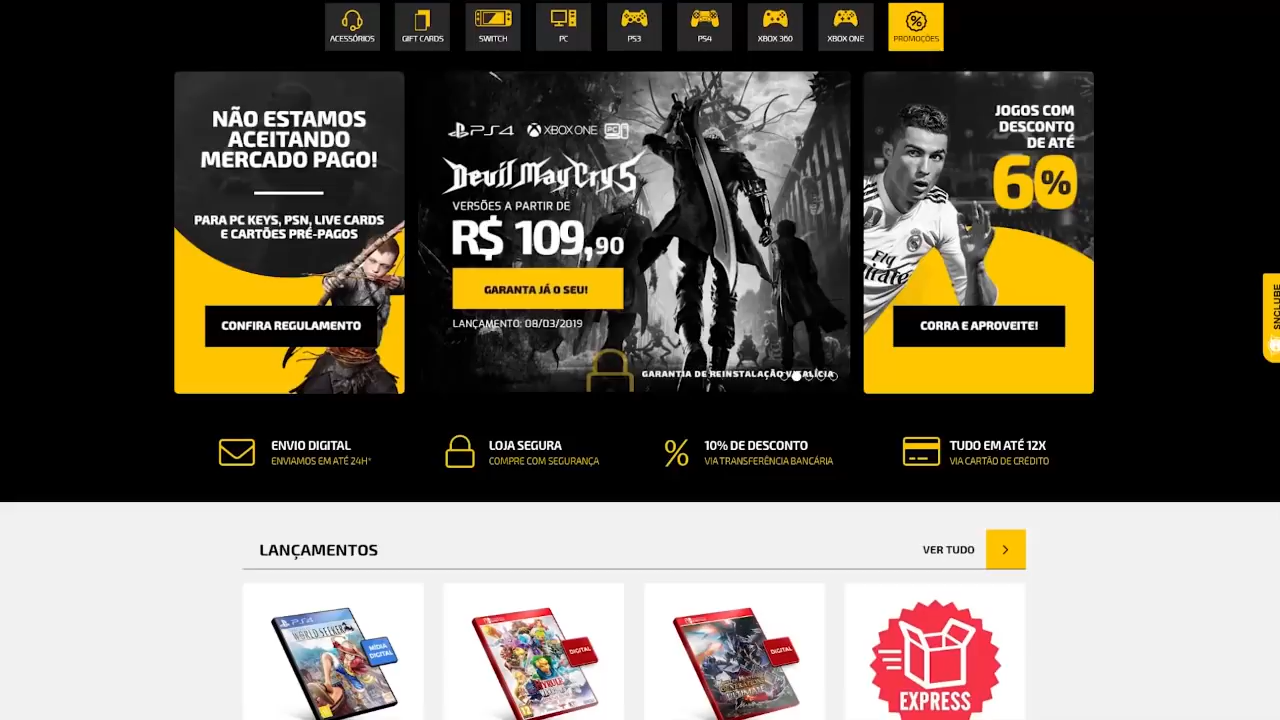 ACESSÓRIOS
GIFT CARDS
SWITCH
PC
PS3
PS4
XBOX 360
XBOX ONE
PROMOÇÕES
NÃO ESTAMOS
ACEITANDO
MERCADO PAGO!
PARA PC KEYS, PSN, LIVE CARDS
E CARTÕES PRÉ-PAGOS
CONFIRA REGULAMENTO
PS4 XBOX ONE PC
Devil May Cry 5
VERSÕES A PARTIR DE
R$ 109,90
GARANTA JÁ O SEU!
LANÇAMENTO: 08/03/2019
GARANTIA DE REINSTALAÇÃO VITALÍCIA
JOGOS COM
DESCONTO
DE ATÉ
60%
Fly
Emirates
CORRA E APROVEITE!
SNCLUBE
ENVIO DIGITAL
ENVIAMOS EM ATÉ 24H*
LOJA SEGURA
COMPRE COM SEGURANÇA
10% DE DESCONTO
VIA TRANSFERÊNCIA BANCÁRIA
TUDO EM ATÉ 12X
VIA CARTÃO DE CRÉDITO
LANÇAMENTOS
VER TUDO
PS4
WORLD SEEKER
MÍDIA
DIGITAL
DIGITAL
GENERATIONS
ULTIMATE
DIGITAL
EXPRESS